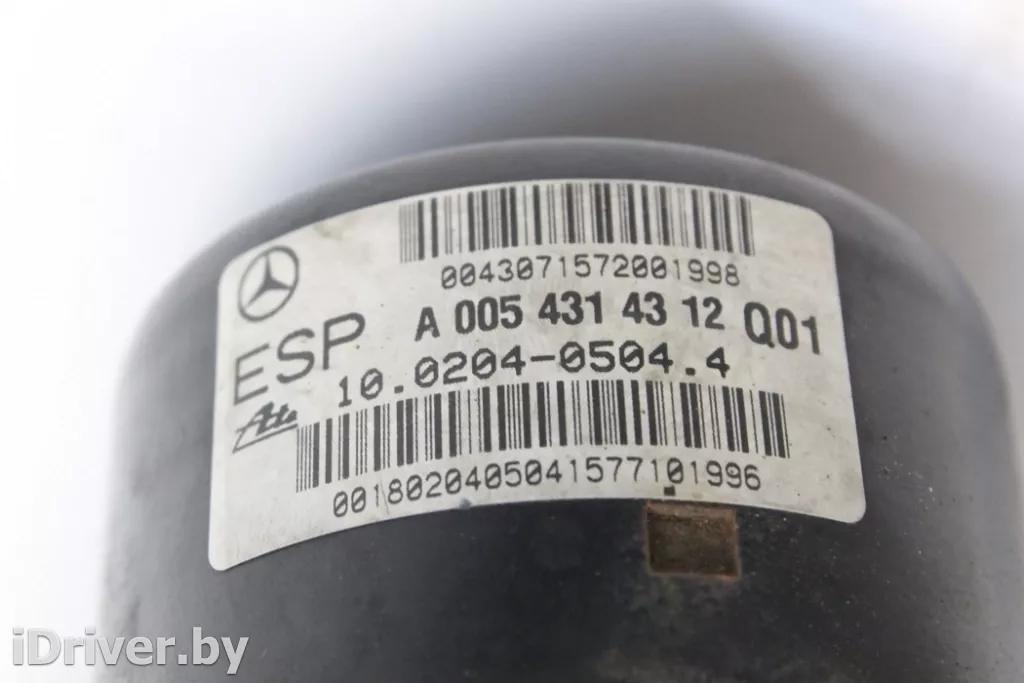 0043071572001998
A 005 431 43 12 Q01
ESP
10.0204-0504.4
Ate
0018020405041577101996
iDriver.by